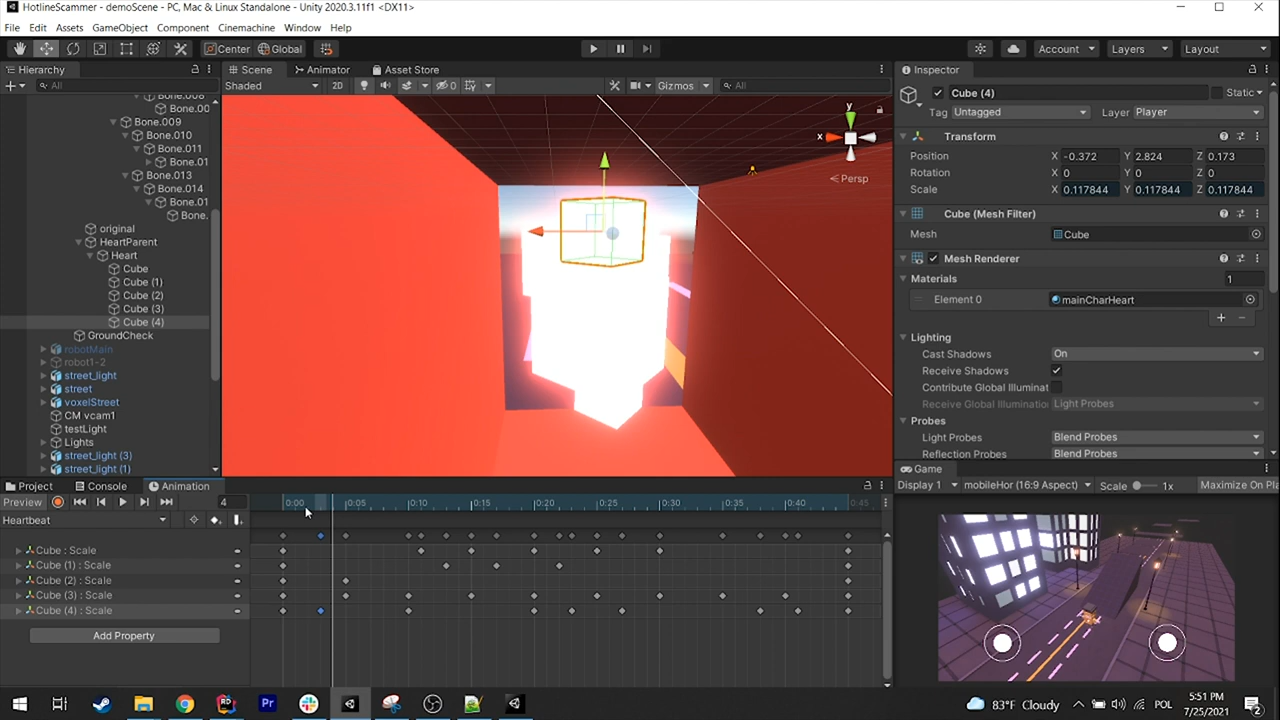 HotlineScammer - demoScene - PC, Mac & Linux Standalone - Unity 2020.3.11f1 <DX11>
File Edit Assets GameObject Component Cinemachine Window Help
Center Global Account Layers Layout
Hierarchy
All
Bone.008
Bone.00
Bone.009
Bone.010
Bone.011
Bone.01
Bone.013
Bone.014
Bone.01
Bone.
original
HeartParent
Heart
Cube
Cube (1)
Cube (2)
Cube (3)
Cube (4)
GroundCheck
robotMain
robot1-2
street_light
street
voxelStreet
CM vcam1
testLight
Lights
street_light (3)
street_light (1)
Scene Animator Asset Store
Shaded 2D 0 Gizmos All
y
x
Persp
Inspector
Cube (4) Static
Tag Untagged Layer Player
Transform
Position X -0.372 Y 2.824 Z 0.173
Rotation X 0 Y 0 Z 0
Scale X 0.117844 Y 0.117844 Z 0.117844
Cube (Mesh Filter)
Mesh Cube
Mesh Renderer
Materials 1
Element 0 mainCharHeart
Lighting
Cast Shadows On
Receive Shadows
Contribute Global Illuminat
Receive Global Illumination Light Probes
Probes
Light Probes Blend Probes
Reflection Probes Blend Probes
Project Console Animation
Preview 4 0:00 0:05 0:10 0:15 0:20 0:25 0:30 0:35 0:40 0:45
Heartbeat
Cube : Scale
Cube (1) : Scale
Cube (2) : Scale
Cube (3) : Scale
Cube (4) : Scale
Add Property
Game
Display 1 mobileHor (16:9 Aspect) Scale 1x Maximize On Pla
83°F Cloudy POL 5:51 PM
7/25/2021
2